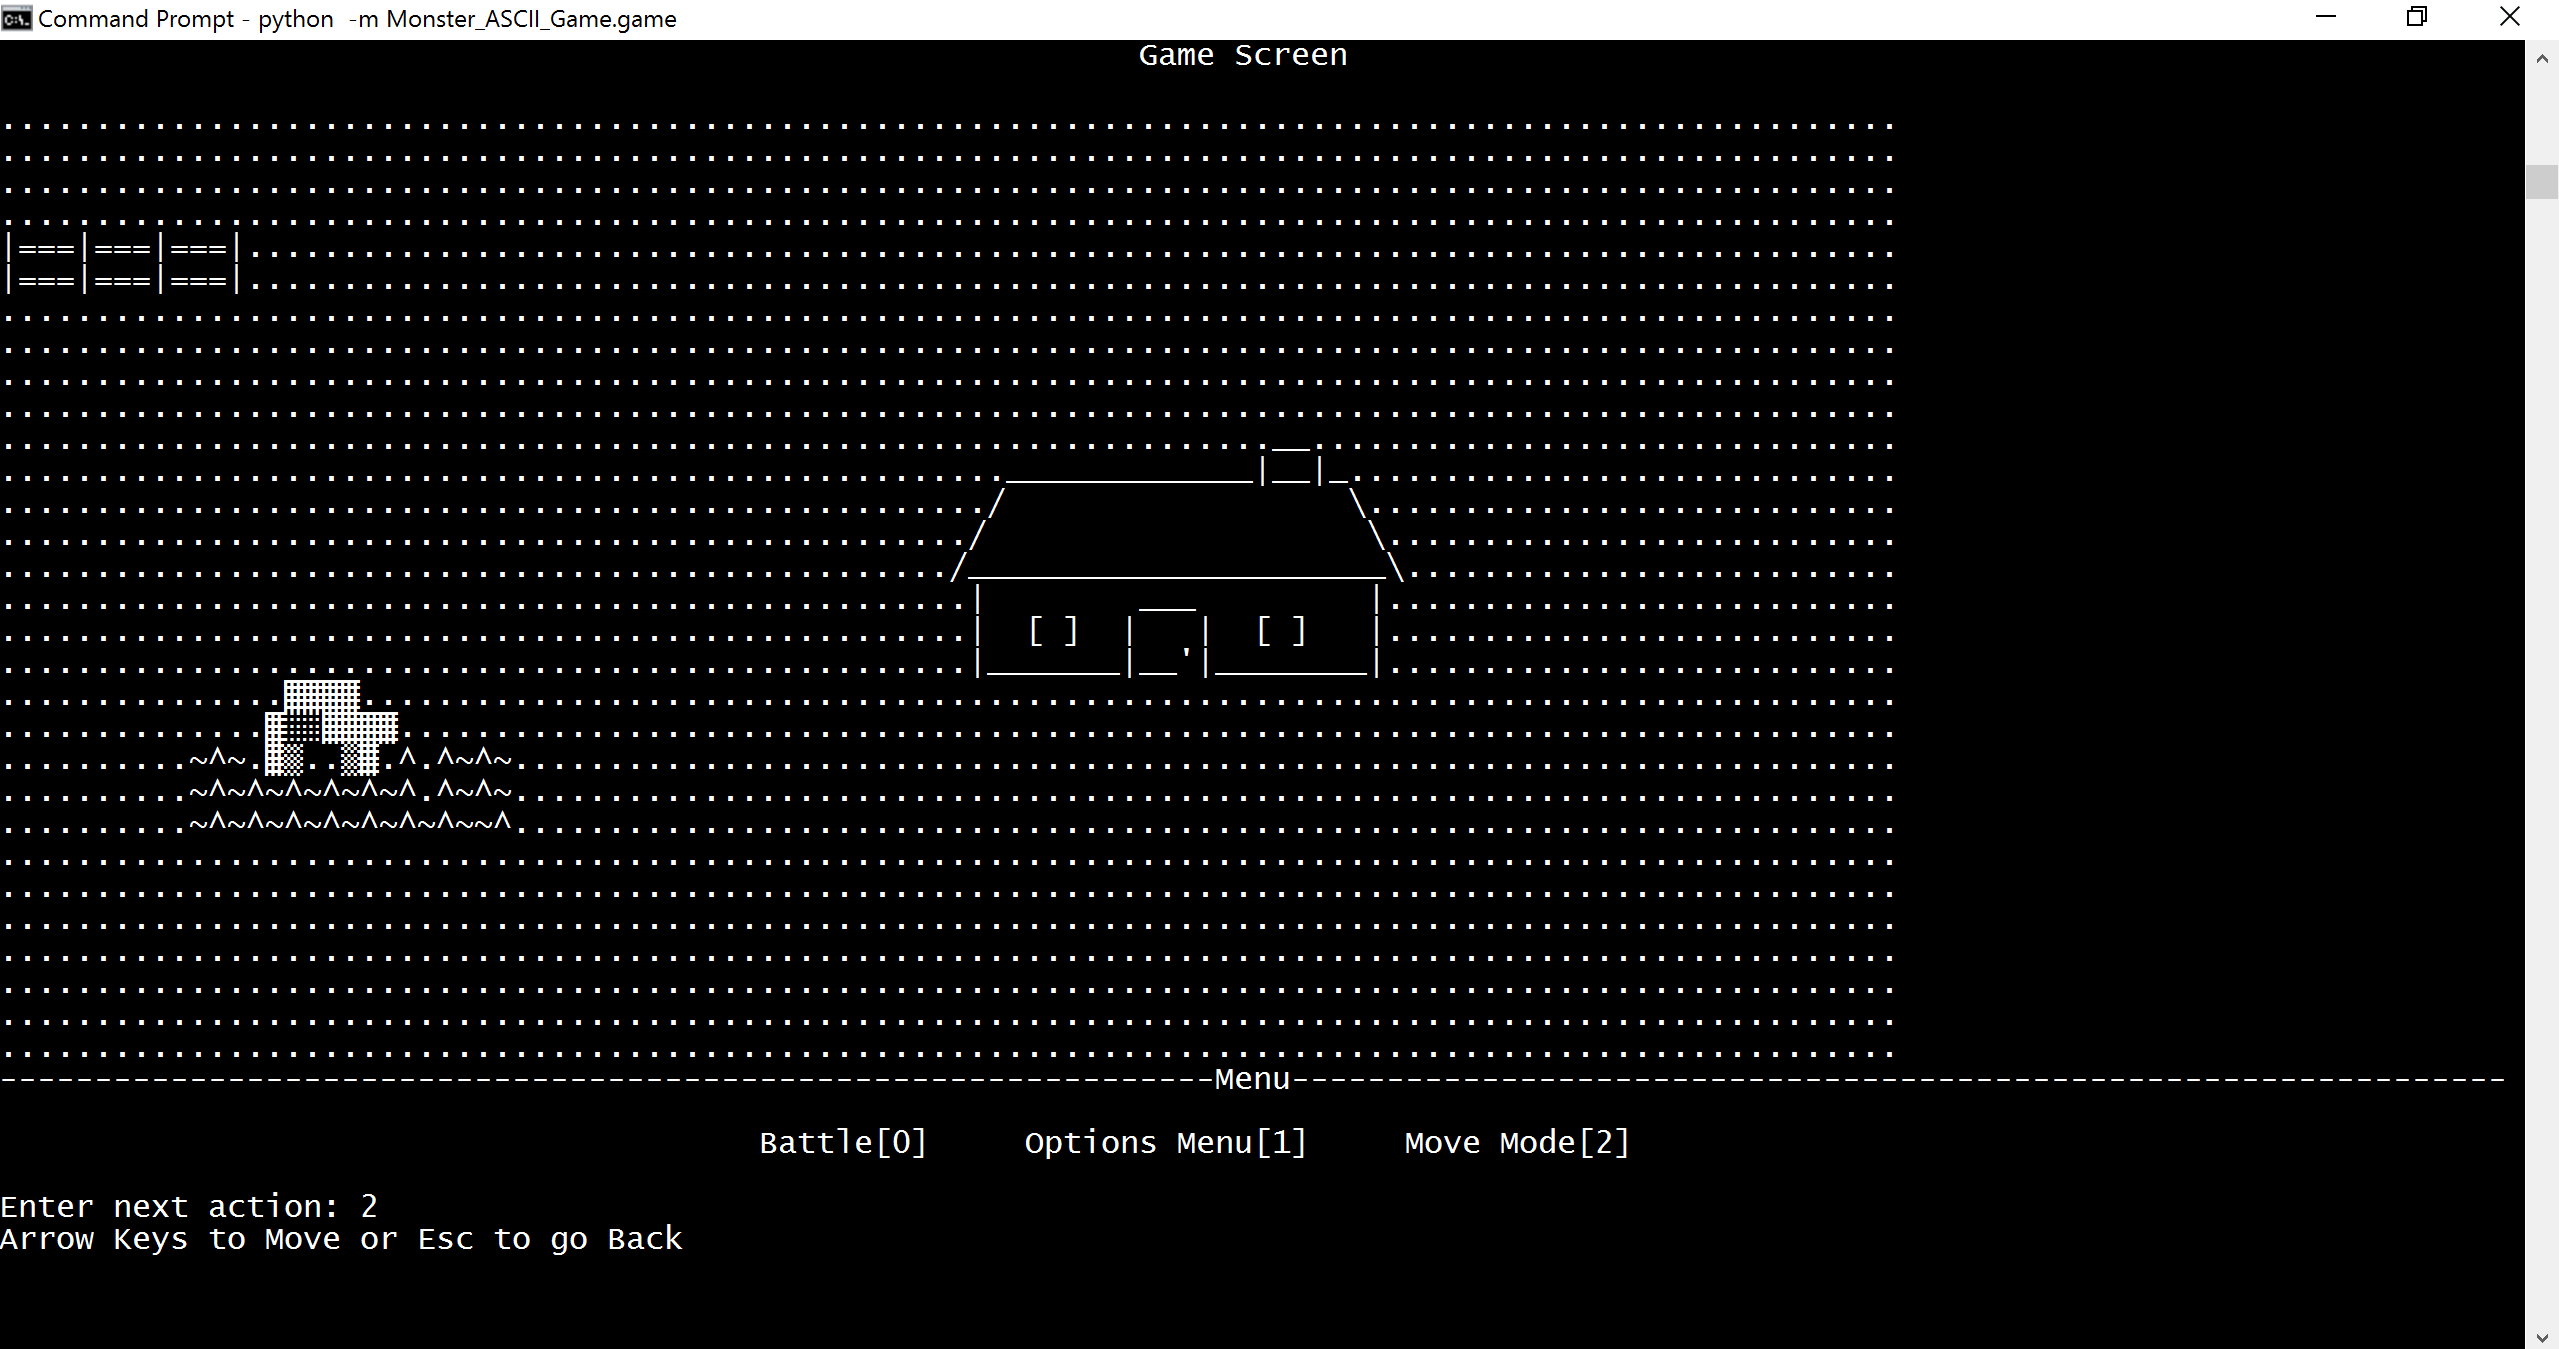 Command Prompt - python  -m Monster_ASCII_Game.game
Game Screen
-Menu-
Battle[0]     Options Menu[1]     Move Mode[2]
Enter next action: 2
Arrow Keys to Move or Esc to go Back